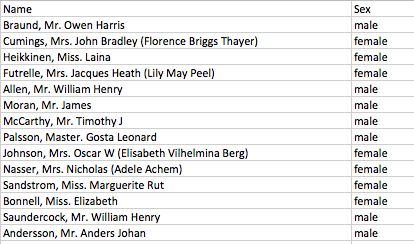 Name Sex
Braund, Mr. Owen Harris male
Cumings, Mrs. John Bradley (Florence Briggs Thayer) female
Heikkinen, Miss. Laina female
Futrelle, Mrs. Jacques Heath (Lily May Peel) female
Allen, Mr. William Henry male
Moran, Mr. James male
McCarthy, Mr. Timothy J male
Palsson, Master. Gosta Leonard male
Johnson, Mrs. Oscar W (Elisabeth Vilhelmina Berg) female
Nasser, Mrs. Nicholas (Adele Achem) female
Sandstrom, Miss. Marguerite Rut female
Bonnell, Miss. Elizabeth female
Saundercock, Mr. William Henry male
Andersson, Mr. Anders Johan male